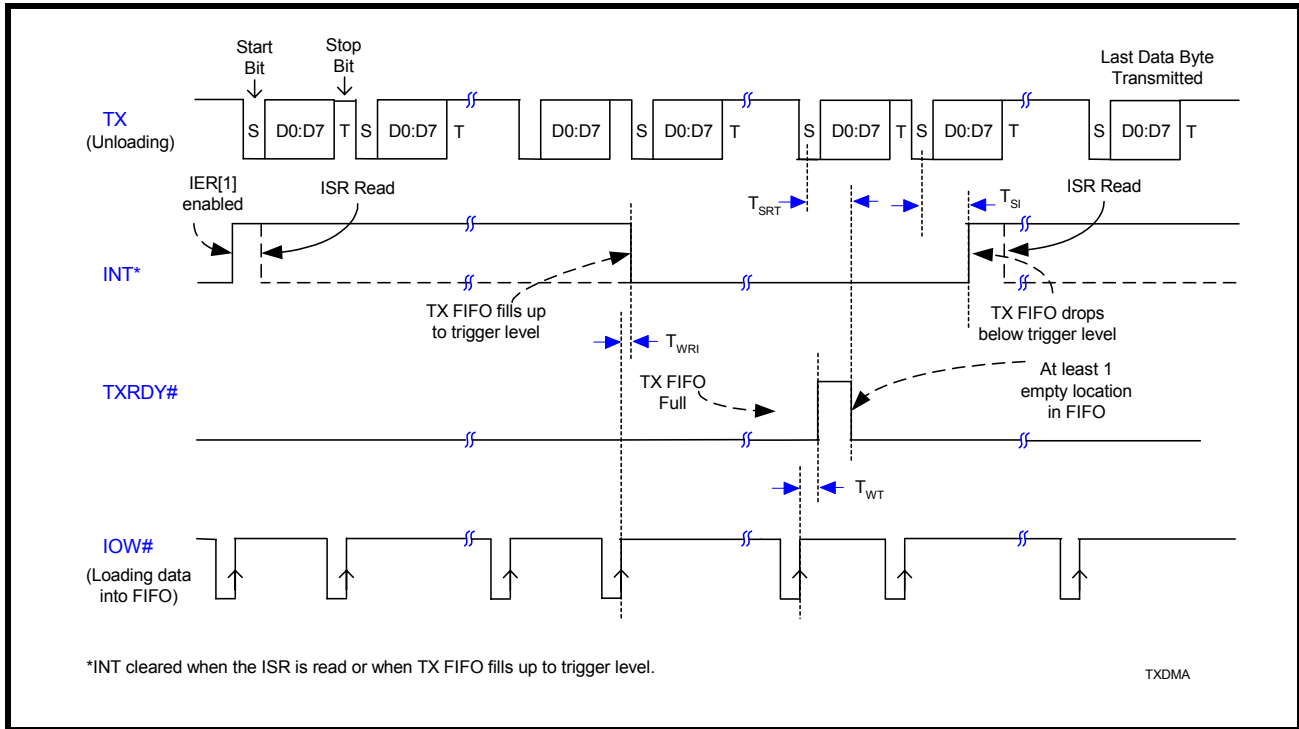 Start
Bit
Stop
Bit
Last Data Byte
Transmitted
TX
(Unloading)
S D0:D7 T S D0:D7 T D0:D7 S D0:D7 T S D0:D7 T S D0:D7 T S D0:D7 T
IER[1]
enabled
ISR Read
TSRT
TSI
ISR Read
INT*
TX FIFO fills up
to trigger level
TX FIFO drops
below trigger level
TWRI
TXRDY#
TX FIFO
Full
At least 1
empty location
in FIFO
TWT
IOW#
(Loading data
into FIFO)
*INT cleared when the ISR is read or when TX FIFO fills up to trigger level.
TXDMA